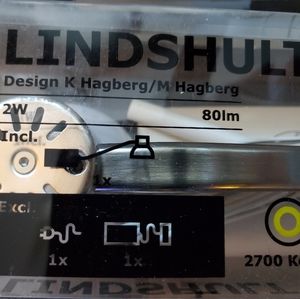 LINDSHULT
Design K Hagberg/M Hagberg
2W 80lm
Incl.
1x
Excl.
1x 1x
2700 K